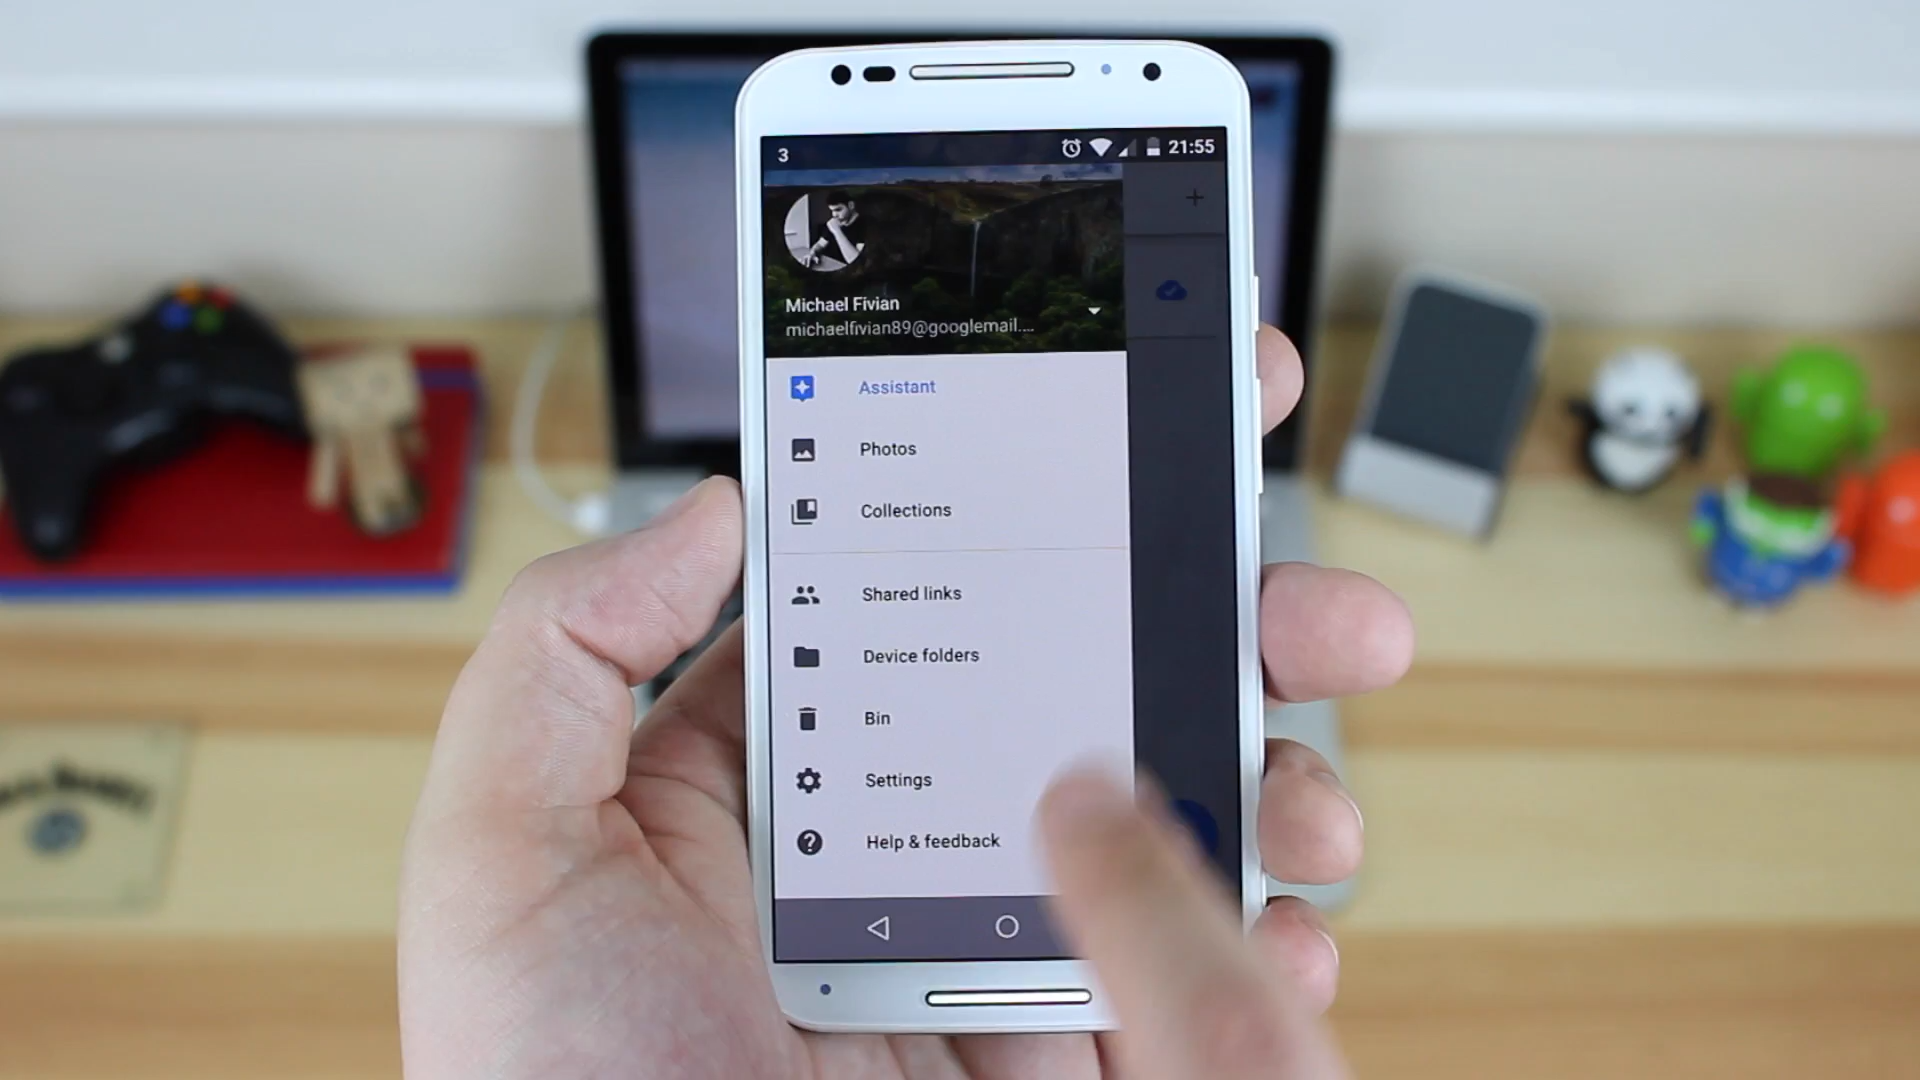 3
21:55
Michael Fivian
michaelfivian89@googlemail....
Assistant
Photos
Collections
Shared links
Device folders
Bin
Settings
Help & feedback